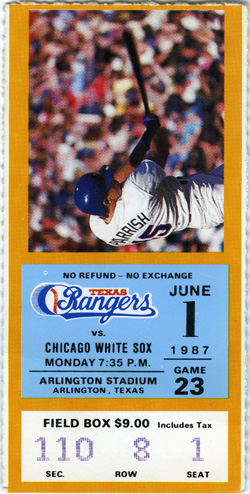 PARRISH
5
NO REFUND – NO EXCHANGE
TEXAS
Rangers
vs.
CHICAGO WHITE SOX
MONDAY 7:35 P.M.
ARLINGTON STADIUM
ARLINGTON, TEXAS
JUNE
1
1987
GAME
23
FIELD BOX $9.00 Includes Tax
110 8 1
SEC. ROW SEAT